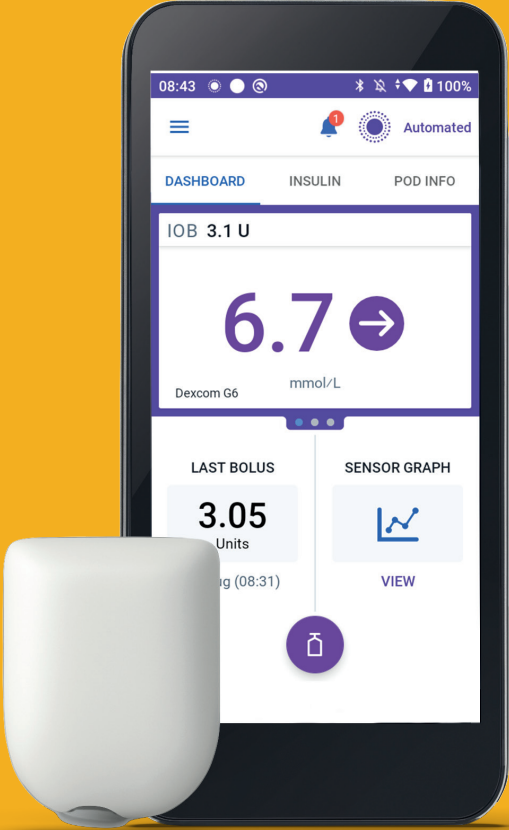 08:43 100%
1 Automated
DASHBOARD INSULIN POD INFO
IOB 3.1 U
6.7
mmol/L
Dexcom G6
LAST BOLUS SENSOR GRAPH
3.05
Units
(08:31) VIEW